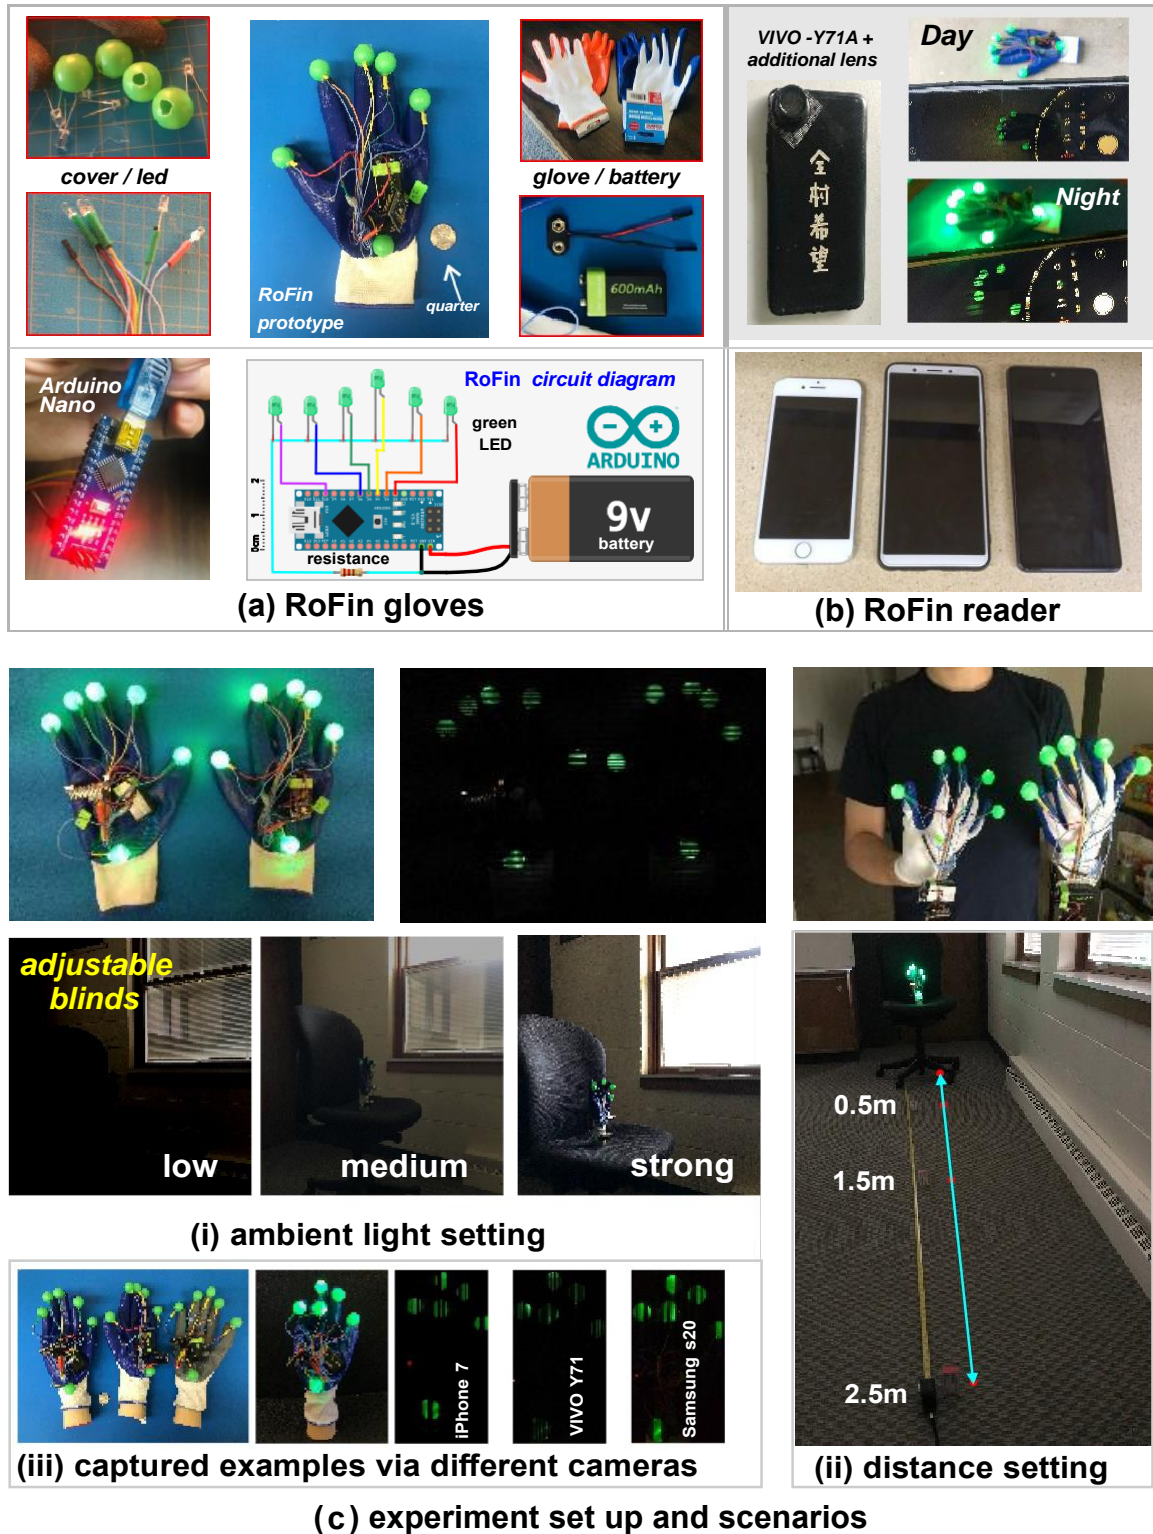 cover / led
RoFin
prototype
quarter
glove / battery
600mAh
VIVO -Y71A +
additional lens
全
村
希
望
Day
Night
Arduino
Nano
RoFin circuit diagram
green
LED
ARDUINO
2
1
0cm
resistance
9v
battery
(a) RoFin gloves
(b) RoFin reader
adjustable
blinds
low
medium
strong
(i) ambient light setting
0.5m
1.5m
2.5m
iPhone 7
VIVO Y71
Samsung s20
(iii) captured examples via different cameras
(ii) distance setting
(c) experiment set up and scenarios